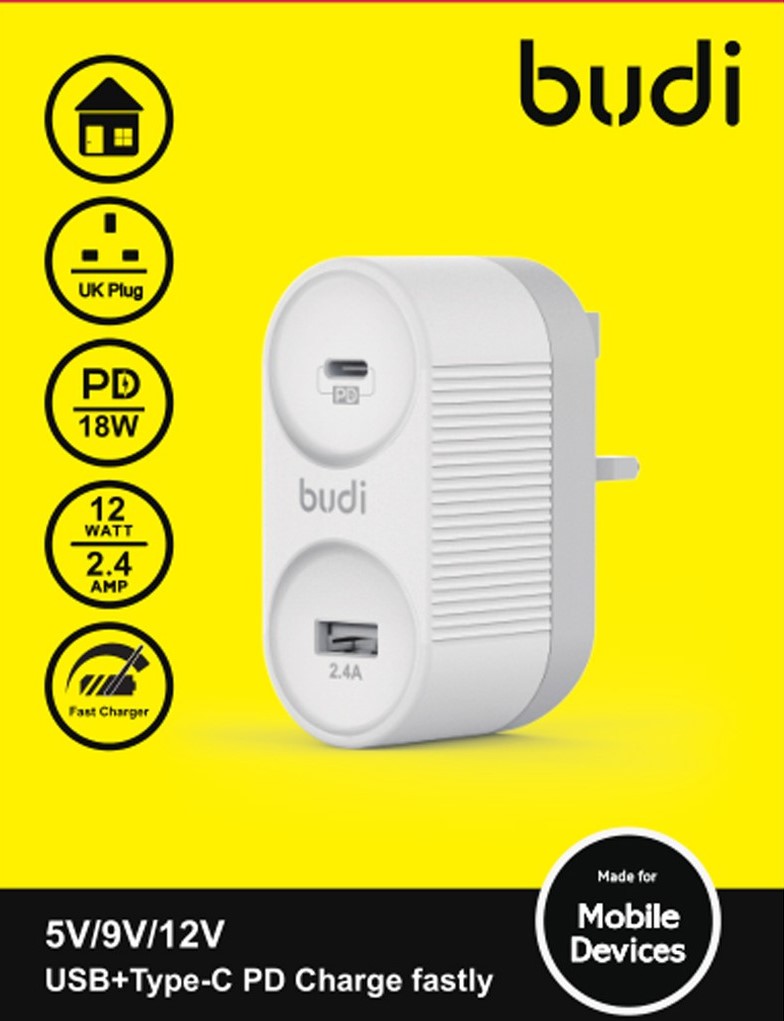 budi
UK Plug
PD
18W
12
WATT
2.4
AMP
Fast Charger
PD
budi
2.4A
5V/9V/12V
USB+Type-C PD Charge fastly
Made for
Mobile
Devices